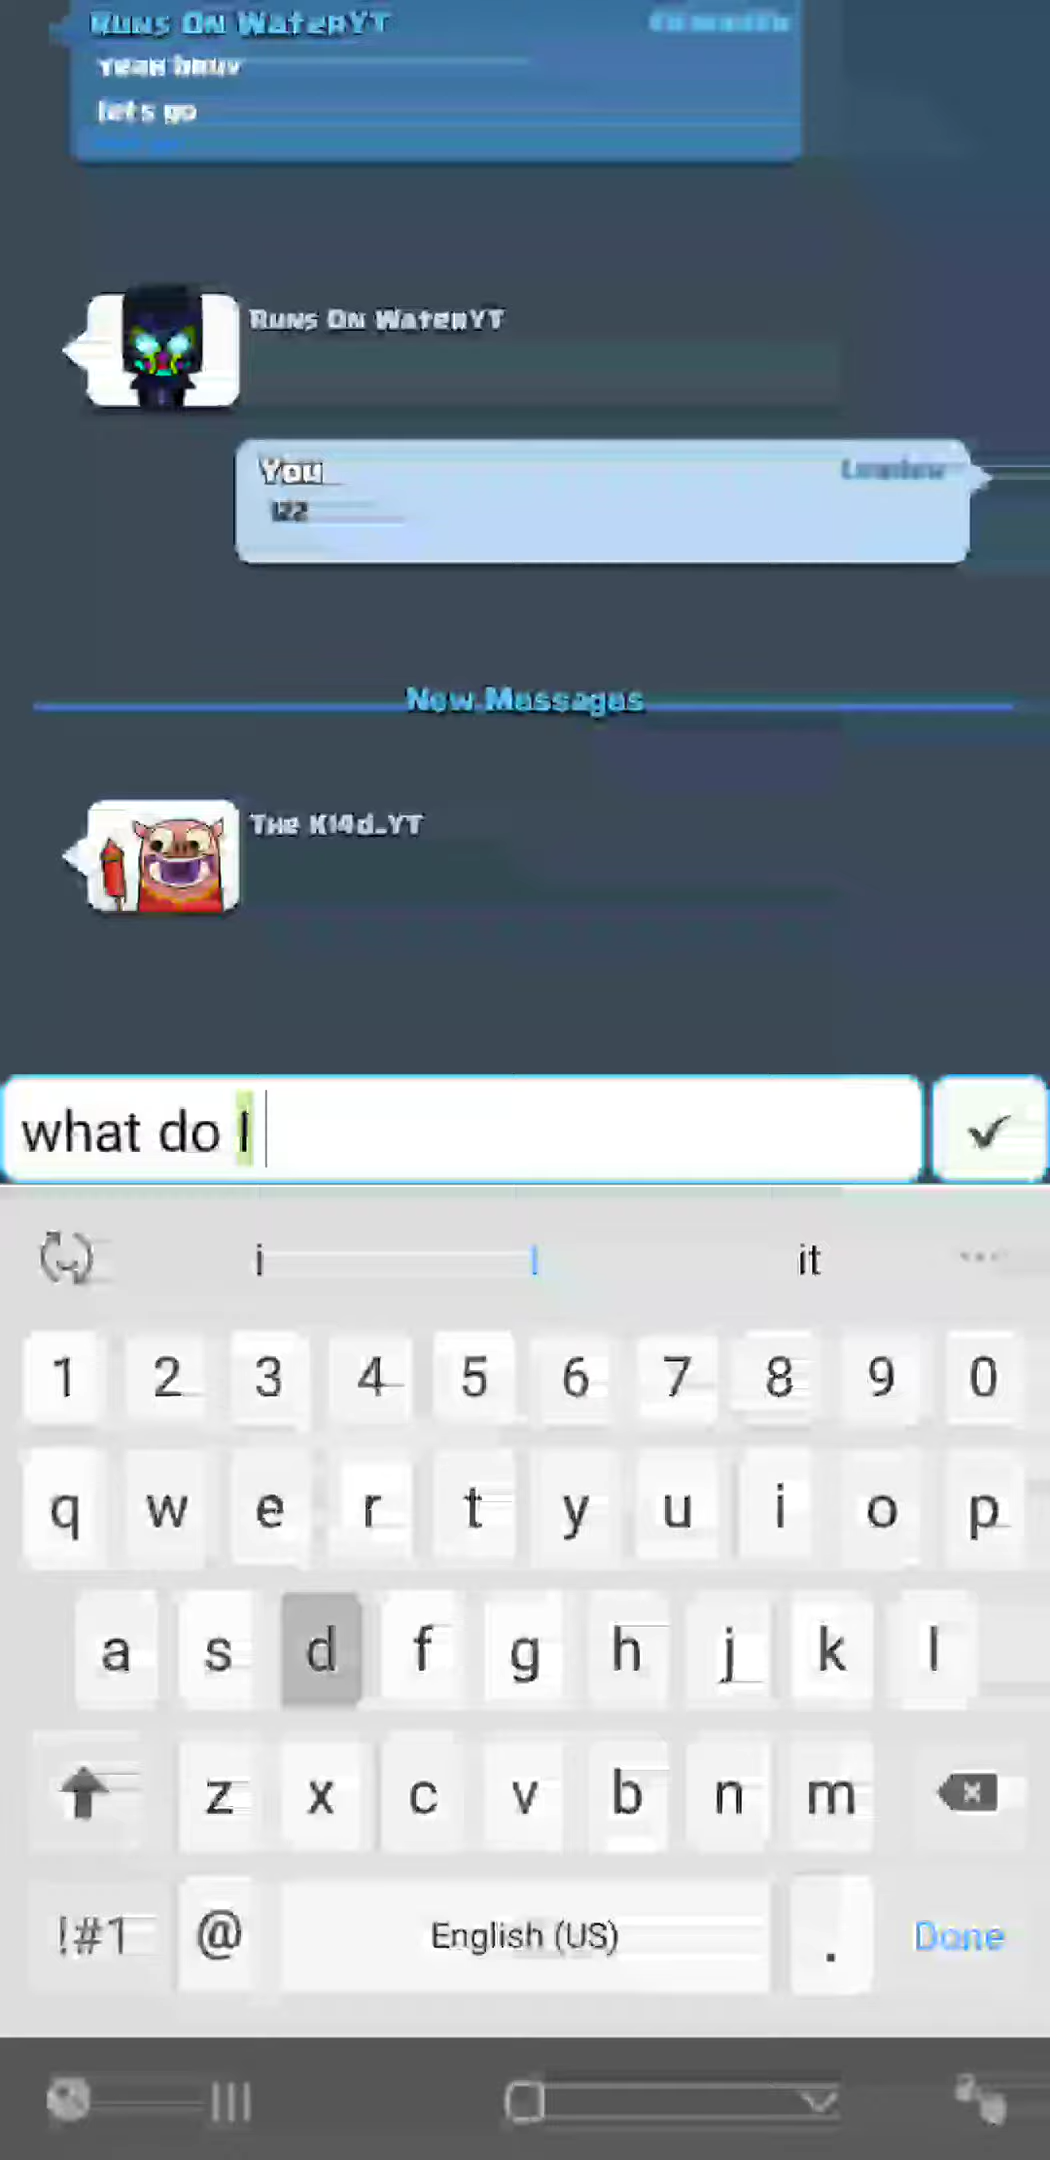 Runs On WaterYT
Yeah bruv
lets go
Runs On WaterYT
You
122
New Messages
The K14d_YT
what do I
i I it
1 2 3 4 5 6 7 8 9 0
q w e r t y u i o p
a s d f g h j k l
z x c v b n m
!#1 @ English (US) . Done